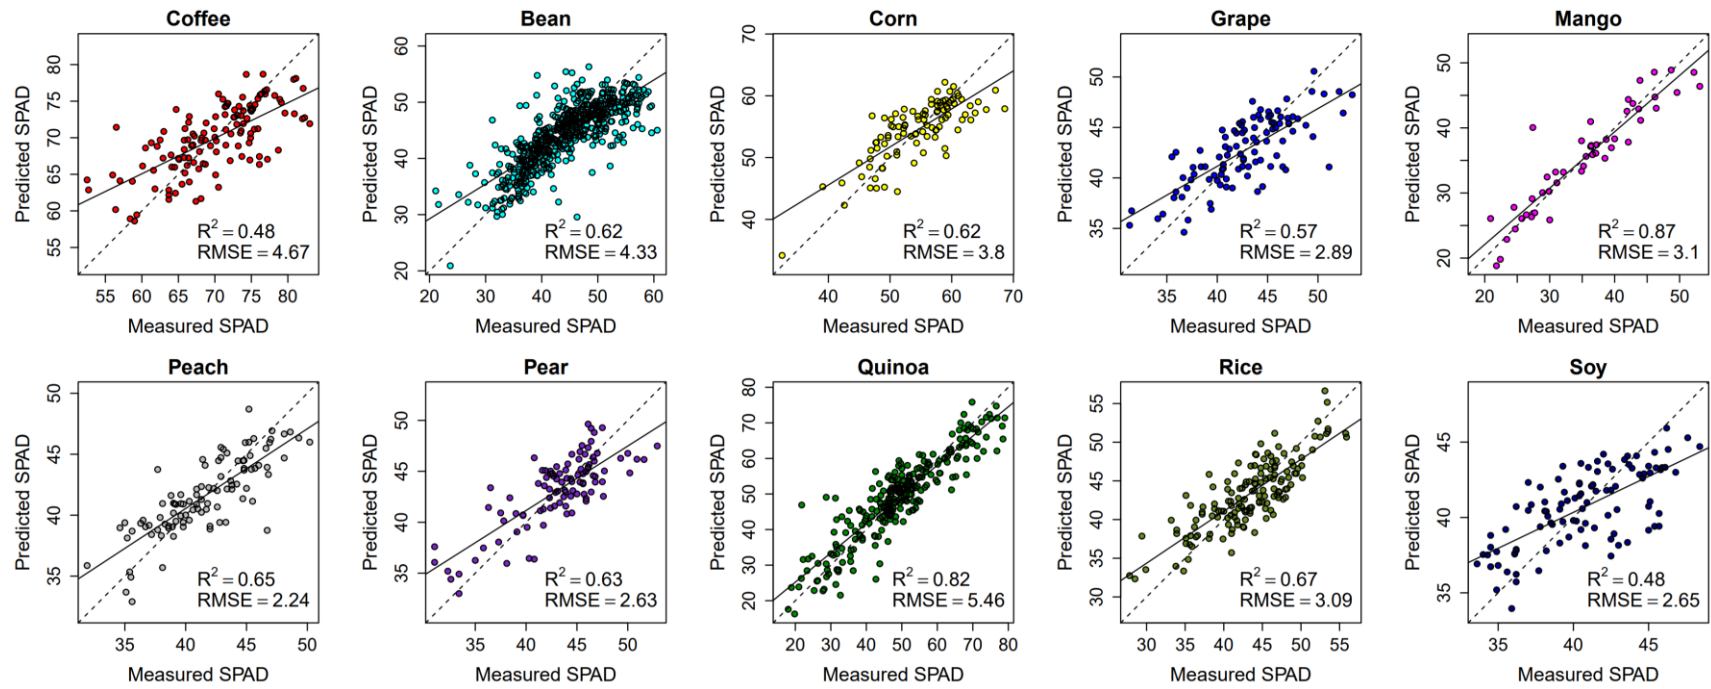 Coffee
Predicted SPAD
80
75
70
65
60
55
R² = 0.48
RMSE = 4.67
55 60 65 70 75 80
Measured SPAD
Bean
Predicted SPAD
60
50
40
30
20
R² = 0.62
RMSE = 4.33
20 30 40 50 60
Measured SPAD
Corn
Predicted SPAD
70
60
50
40
R² = 0.62
RMSE = 3.8
40 50 60 70
Measured SPAD
Grape
Predicted SPAD
50
45
40
35
R² = 0.57
RMSE = 2.89
35 40 45 50
Measured SPAD
Mango
Predicted SPAD
50
40
30
20
R² = 0.87
RMSE = 3.1
20 30 40 50
Measured SPAD
Peach
Predicted SPAD
50
45
40
35
R² = 0.65
RMSE = 2.24
35 40 45 50
Measured SPAD
Pear
Predicted SPAD
50
45
40
35
R² = 0.63
RMSE = 2.63
35 40 45 50
Measured SPAD
Quinoa
Predicted SPAD
80
70
60
50
40
30
20
R² = 0.82
RMSE = 5.46
20 30 40 50 60 70 80
Measured SPAD
Rice
Predicted SPAD
55
50
45
40
35
30
R² = 0.67
RMSE = 3.09
30 35 40 45 50 55
Measured SPAD
Soy
Predicted SPAD
45
40
35
R² = 0.48
RMSE = 2.65
35 40 45
Measured SPAD